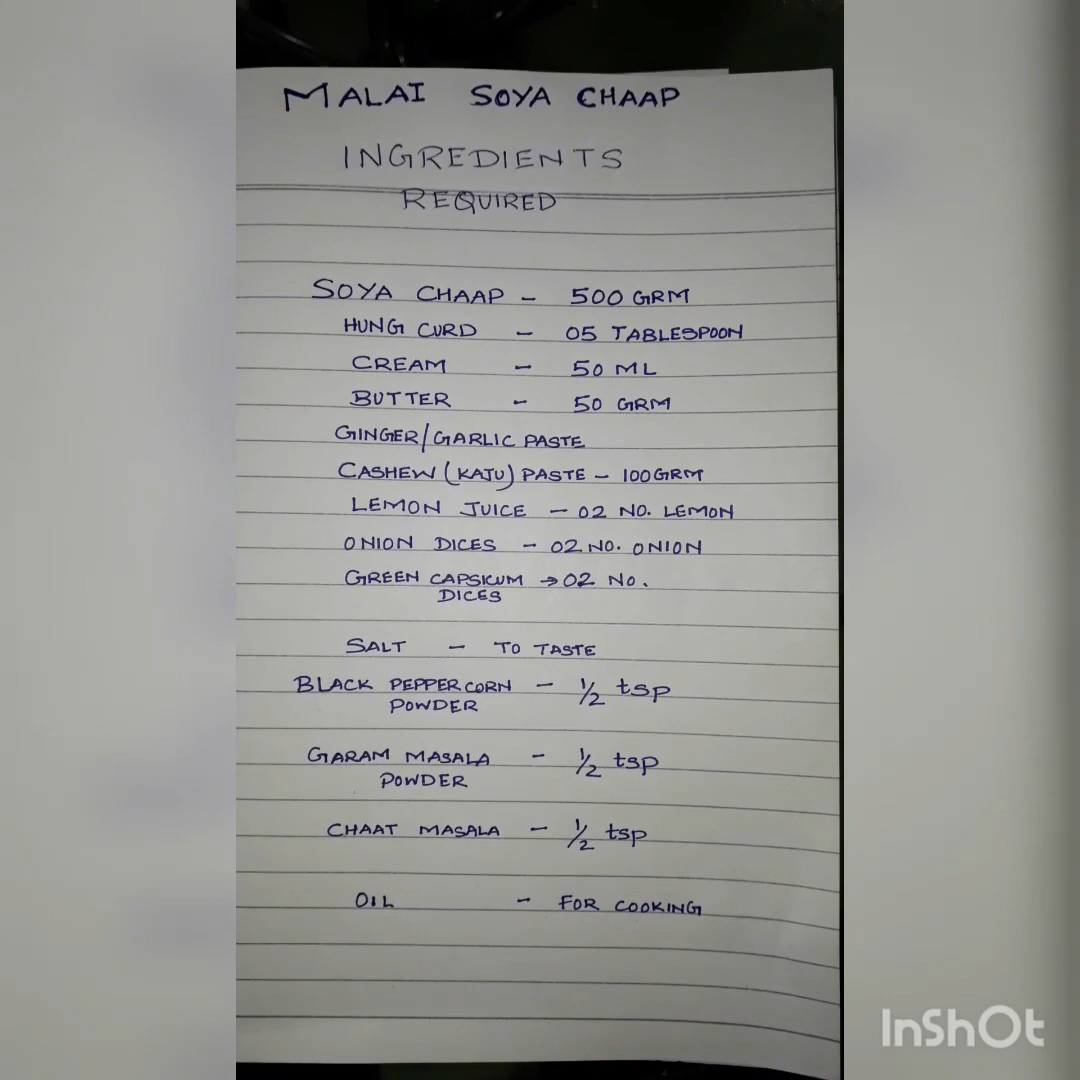 MALAI SOYA CHAAP
INGREDIENTS
REQUIRED
SOYA CHAAP - 500 GRM
HUNG CURD - 05 TABLESPOON
CREAM - 50 ML
BUTTER - 50 GRM
GINGER/GARLIC PASTE
CASHEW (KAJU) PASTE - 100GRM
LEMON JUICE - 02 NO. LEMON
ONION DICES - 02 NO. ONION
GREEN CAPSICUM → 02 NO.
DICES
SALT - TO TASTE
BLACK PEPPERCORN - 1/2 tsp
POWDER
GARAM MASALA - 1/2 tsp
POWDER
CHAAT MASALA - 1/2 tsp
OIL - FOR COOKING
InShOt